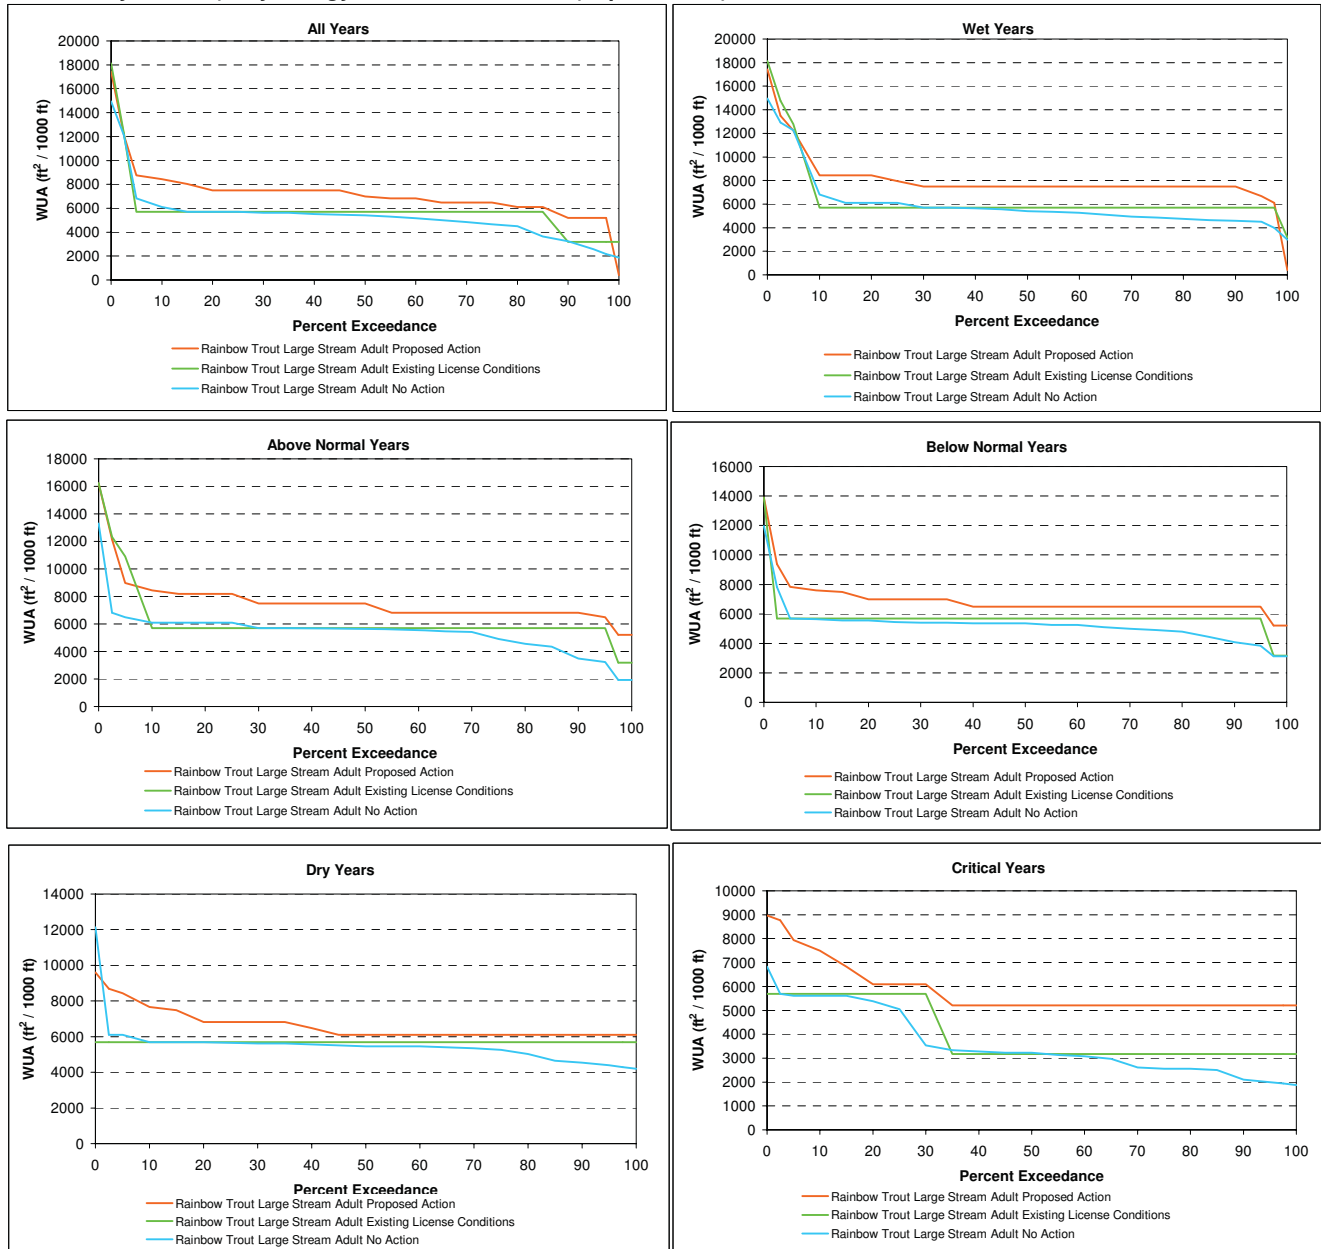 All Years
WUA (ft² / 1000 ft)
20000
18000
16000
14000
12000
10000
8000
6000
4000
2000
0
0 10 20 30 40 50 60 70 80 90 100
Percent Exceedance
Rainbow Trout Large Stream Adult Proposed Action
Rainbow Trout Large Stream Adult Existing License Conditions
Rainbow Trout Large Stream Adult No Action
Wet Years
WUA (ft² / 1000 ft)
20000
18000
16000
14000
12000
10000
8000
6000
4000
2000
0
0 10 20 30 40 50 60 70 80 90 100
Percent Exceedance
Rainbow Trout Large Stream Adult Proposed Action
Rainbow Trout Large Stream Adult Existing License Conditions
Rainbow Trout Large Stream Adult No Action
Above Normal Years
WUA (ft² / 1000 ft)
18000
16000
14000
12000
10000
8000
6000
4000
2000
0
0 10 20 30 40 50 60 70 80 90 100
Percent Exceedance
Rainbow Trout Large Stream Adult Proposed Action
Rainbow Trout Large Stream Adult Existing License Conditions
Rainbow Trout Large Stream Adult No Action
Below Normal Years
WUA (ft² / 1000 ft)
16000
14000
12000
10000
8000
6000
4000
2000
0
0 10 20 30 40 50 60 70 80 90 100
Percent Exceedance
Rainbow Trout Large Stream Adult Proposed Action
Rainbow Trout Large Stream Adult Existing License Conditions
Rainbow Trout Large Stream Adult No Action
Dry Years
WUA (ft² / 1000 ft)
14000
12000
10000
8000
6000
4000
2000
0
0 10 20 30 40 50 60 70 80 90 100
Percent Exceedance
Rainbow Trout Large Stream Adult Proposed Action
Rainbow Trout Large Stream Adult Existing License Conditions
Rainbow Trout Large Stream Adult No Action
Critical Years
WUA (ft² / 1000 ft)
10000
9000
8000
7000
6000
5000
4000
3000
2000
1000
0
0 10 20 30 40 50 60 70 80 90 100
Percent Exceedance
Rainbow Trout Large Stream Adult Proposed Action
Rainbow Trout Large Stream Adult Existing License Conditions
Rainbow Trout Large Stream Adult No Action